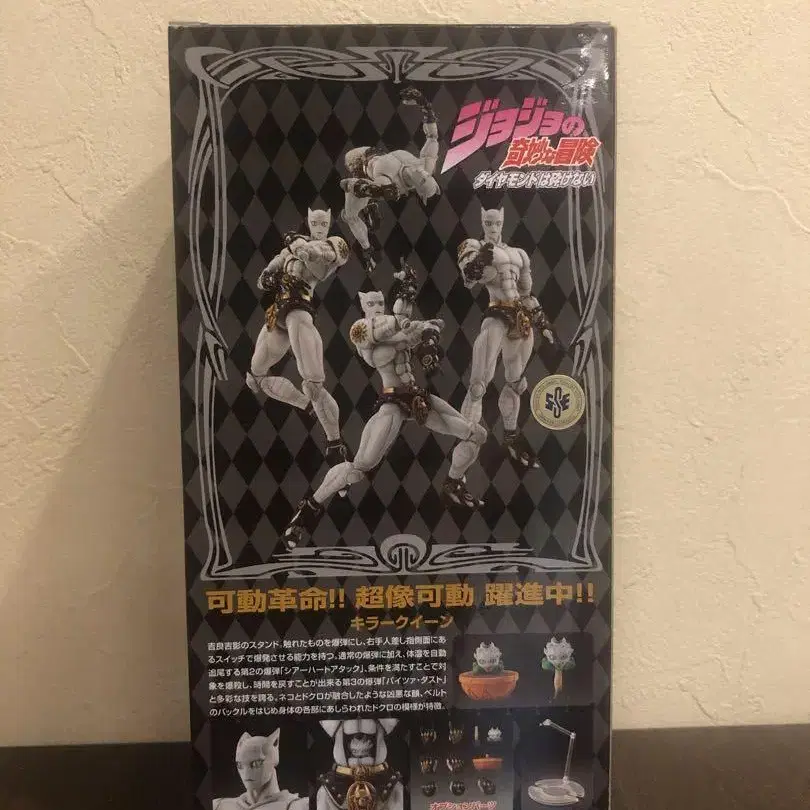 ジョジョの
奇妙な冒険
ダイヤモンドは砕けない
可動革命!! 超像可動 躍進中!!
キラークイーン
吉良吉影のスタンド。触れたものを爆弾にし、右手人差し指側面にあ
るスイッチで爆発させる能力を持つ。通常の爆弾に加え、体温を自動
追尾する第2の爆弾「シアーハートアタック」、条件を満たすことで対
象を爆殺し、時間を戻すことが出来る第3の爆弾「バイツァ・ダスト」
と多彩な技を誇る。ネコとドクロが融合したような凶悪な顔、ベルト
のバックルをはじめ身体の各部にあしらわれたドクロの模様が特徴。
オプションパーツ